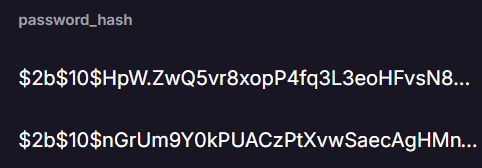 password_hash
$2b$10$HpW.ZwQ5vr8xopP4fq3L3eoHFvsN8...
$2b$10$nGrUm9Y0kPUACzPtXvwSaecAgHMn...